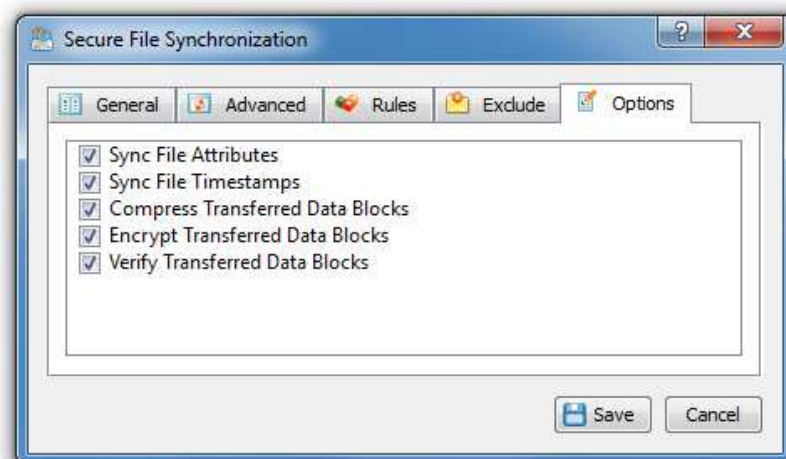 Secure File Synchronization
General Advanced Rules Exclude Options
Sync File Attributes
Sync File Timestamps
Compress Transferred Data Blocks
Encrypt Transferred Data Blocks
Verify Transferred Data Blocks
Save Cancel